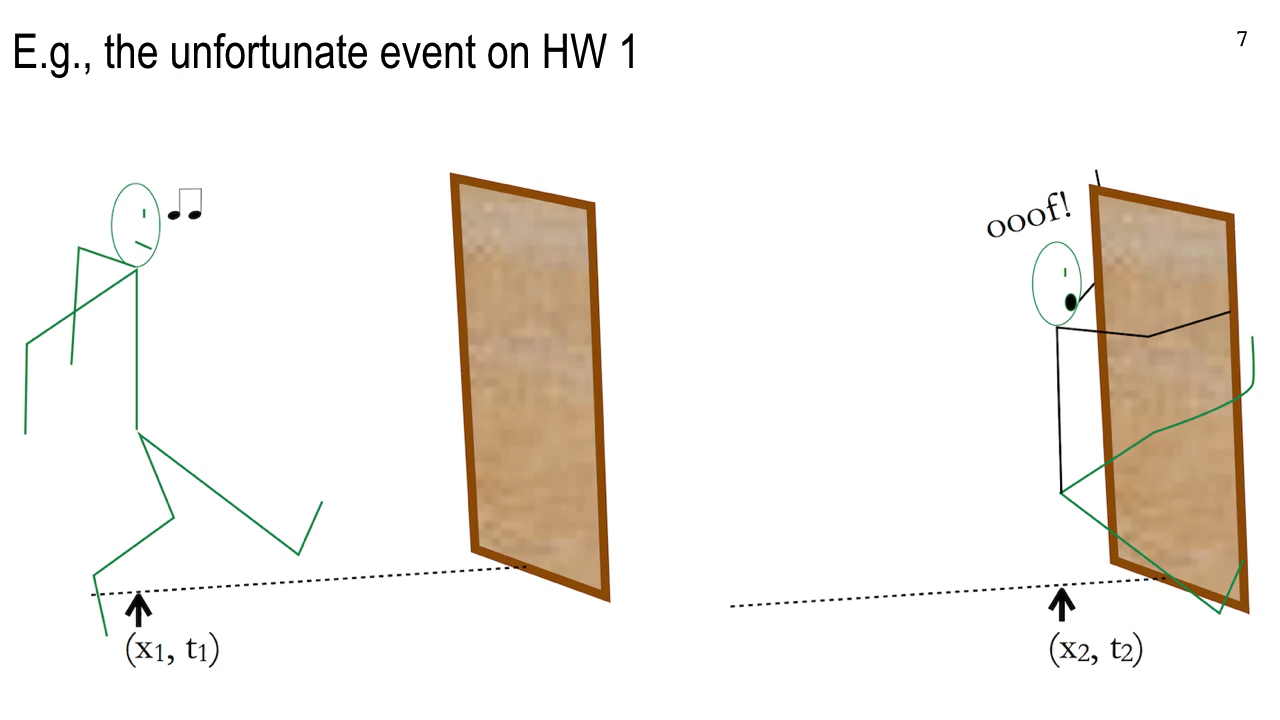 E.g., the unfortunate event on HW 1
7
ooof!
(x₁, t₁)
(x₂, t₂)